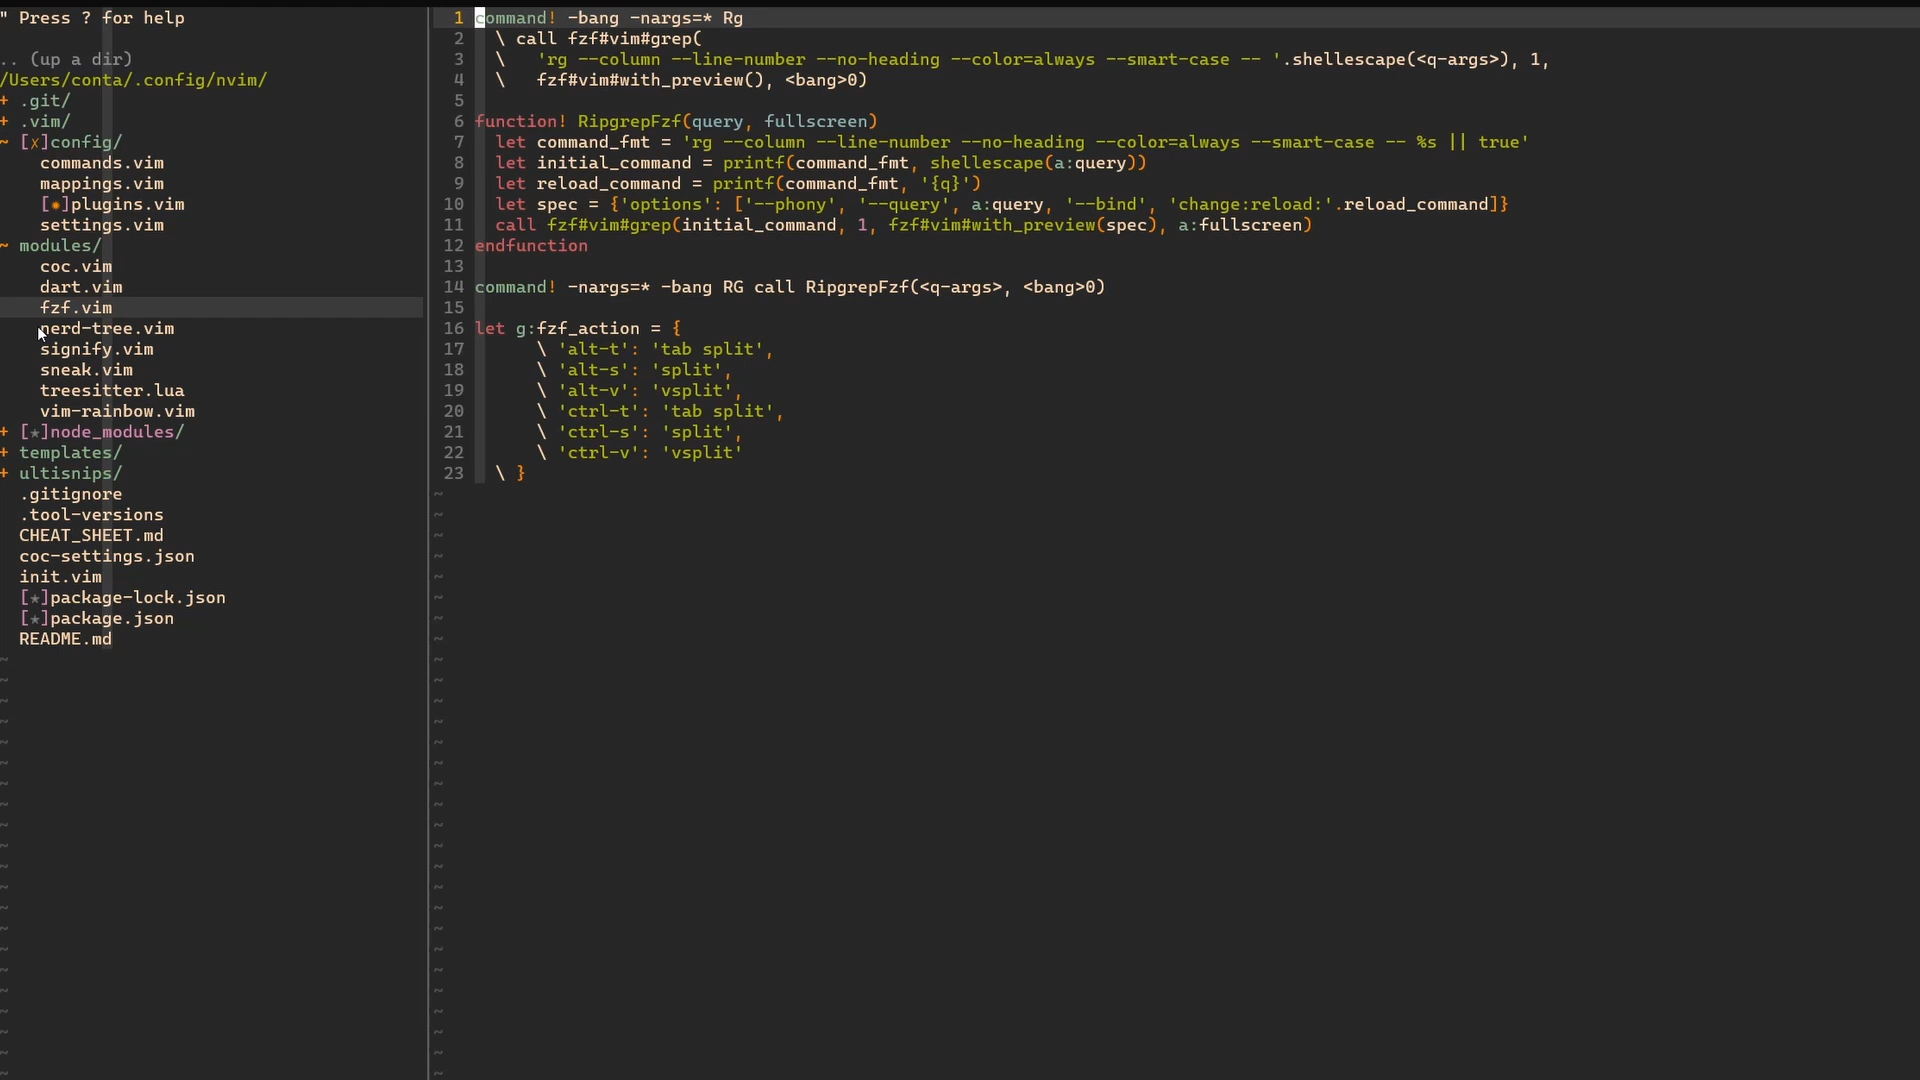 " Press ? for help
.. (up a dir)
/Users/conta/.config/nvim/
+ .git/
+ .vim/
~ [✗]config/
commands.vim
mappings.vim
[✹]plugins.vim
settings.vim
~ modules/
coc.vim
dart.vim
fzf.vim
nerd-tree.vim
signify.vim
sneak.vim
treesitter.lua
vim-rainbow.vim
+ [★]node_modules/
+ templates/
+ ultisnips/
.gitignore
.tool-versions
CHEAT_SHEET.md
coc-settings.json
init.vim
[★]package-lock.json
[★]package.json
README.md
1 command! -bang -nargs=* Rg
2   \ call fzf#vim#grep(
3   \   'rg --column --line-number --no-heading --color=always --smart-case -- '.shellescape(<q-args>), 1,
4   \   fzf#vim#with_preview(), <bang>0)
5
6 function! RipgrepFzf(query, fullscreen)
7   let command_fmt = 'rg --column --line-number --no-heading --color=always --smart-case -- %s || true'
8   let initial_command = printf(command_fmt, shellescape(a:query))
9   let reload_command = printf(command_fmt, '{q}')
10   let spec = {'options': ['--phony', '--query', a:query, '--bind', 'change:reload:'.reload_command]}
11   call fzf#vim#grep(initial_command, 1, fzf#vim#with_preview(spec), a:fullscreen)
12 endfunction
13
14 command! -nargs=* -bang RG call RipgrepFzf(<q-args>, <bang>0)
15
16 let g:fzf_action = {
17       \ 'alt-t': 'tab split',
18       \ 'alt-s': 'split',
19       \ 'alt-v': 'vsplit',
20       \ 'ctrl-t': 'tab split',
21       \ 'ctrl-s': 'split',
22       \ 'ctrl-v': 'vsplit'
23   \ }